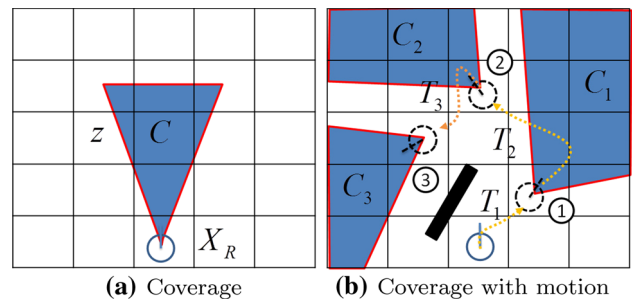 z C X_R
C_2 ② C_1
T_3 T_2
C_3 ③ T_1 ①
(a) Coverage (b) Coverage with motion